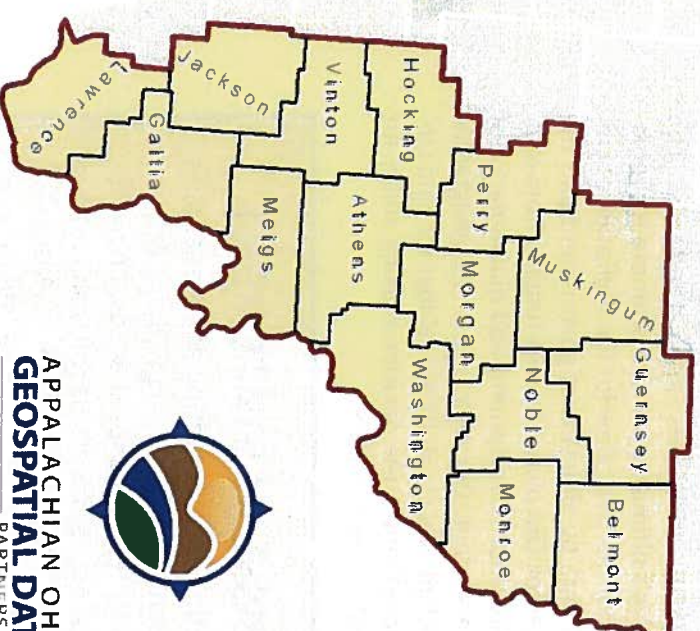 Guernsey
Belmont
Muskingum
Noble
Monroe
Perry
Morgan
Washington
Hocking
Athens
Vinton
Meigs
Jackson
Gallia
Lawrence
APPALACHIAN OH
GEOSPATIAL DAT
PARTNERS